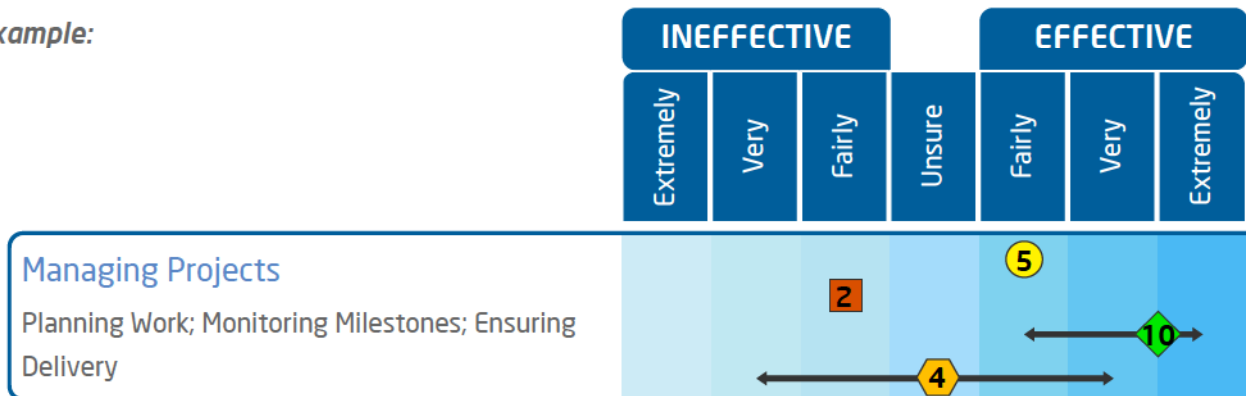 xample:
INEFFECTIVE
EFFECTIVE
Extremely
Very
Fairly
Unsure
Fairly
Very
Extremely
Managing Projects
5
2
Planning Work; Monitoring Milestones; Ensuring
10
Delivery
4